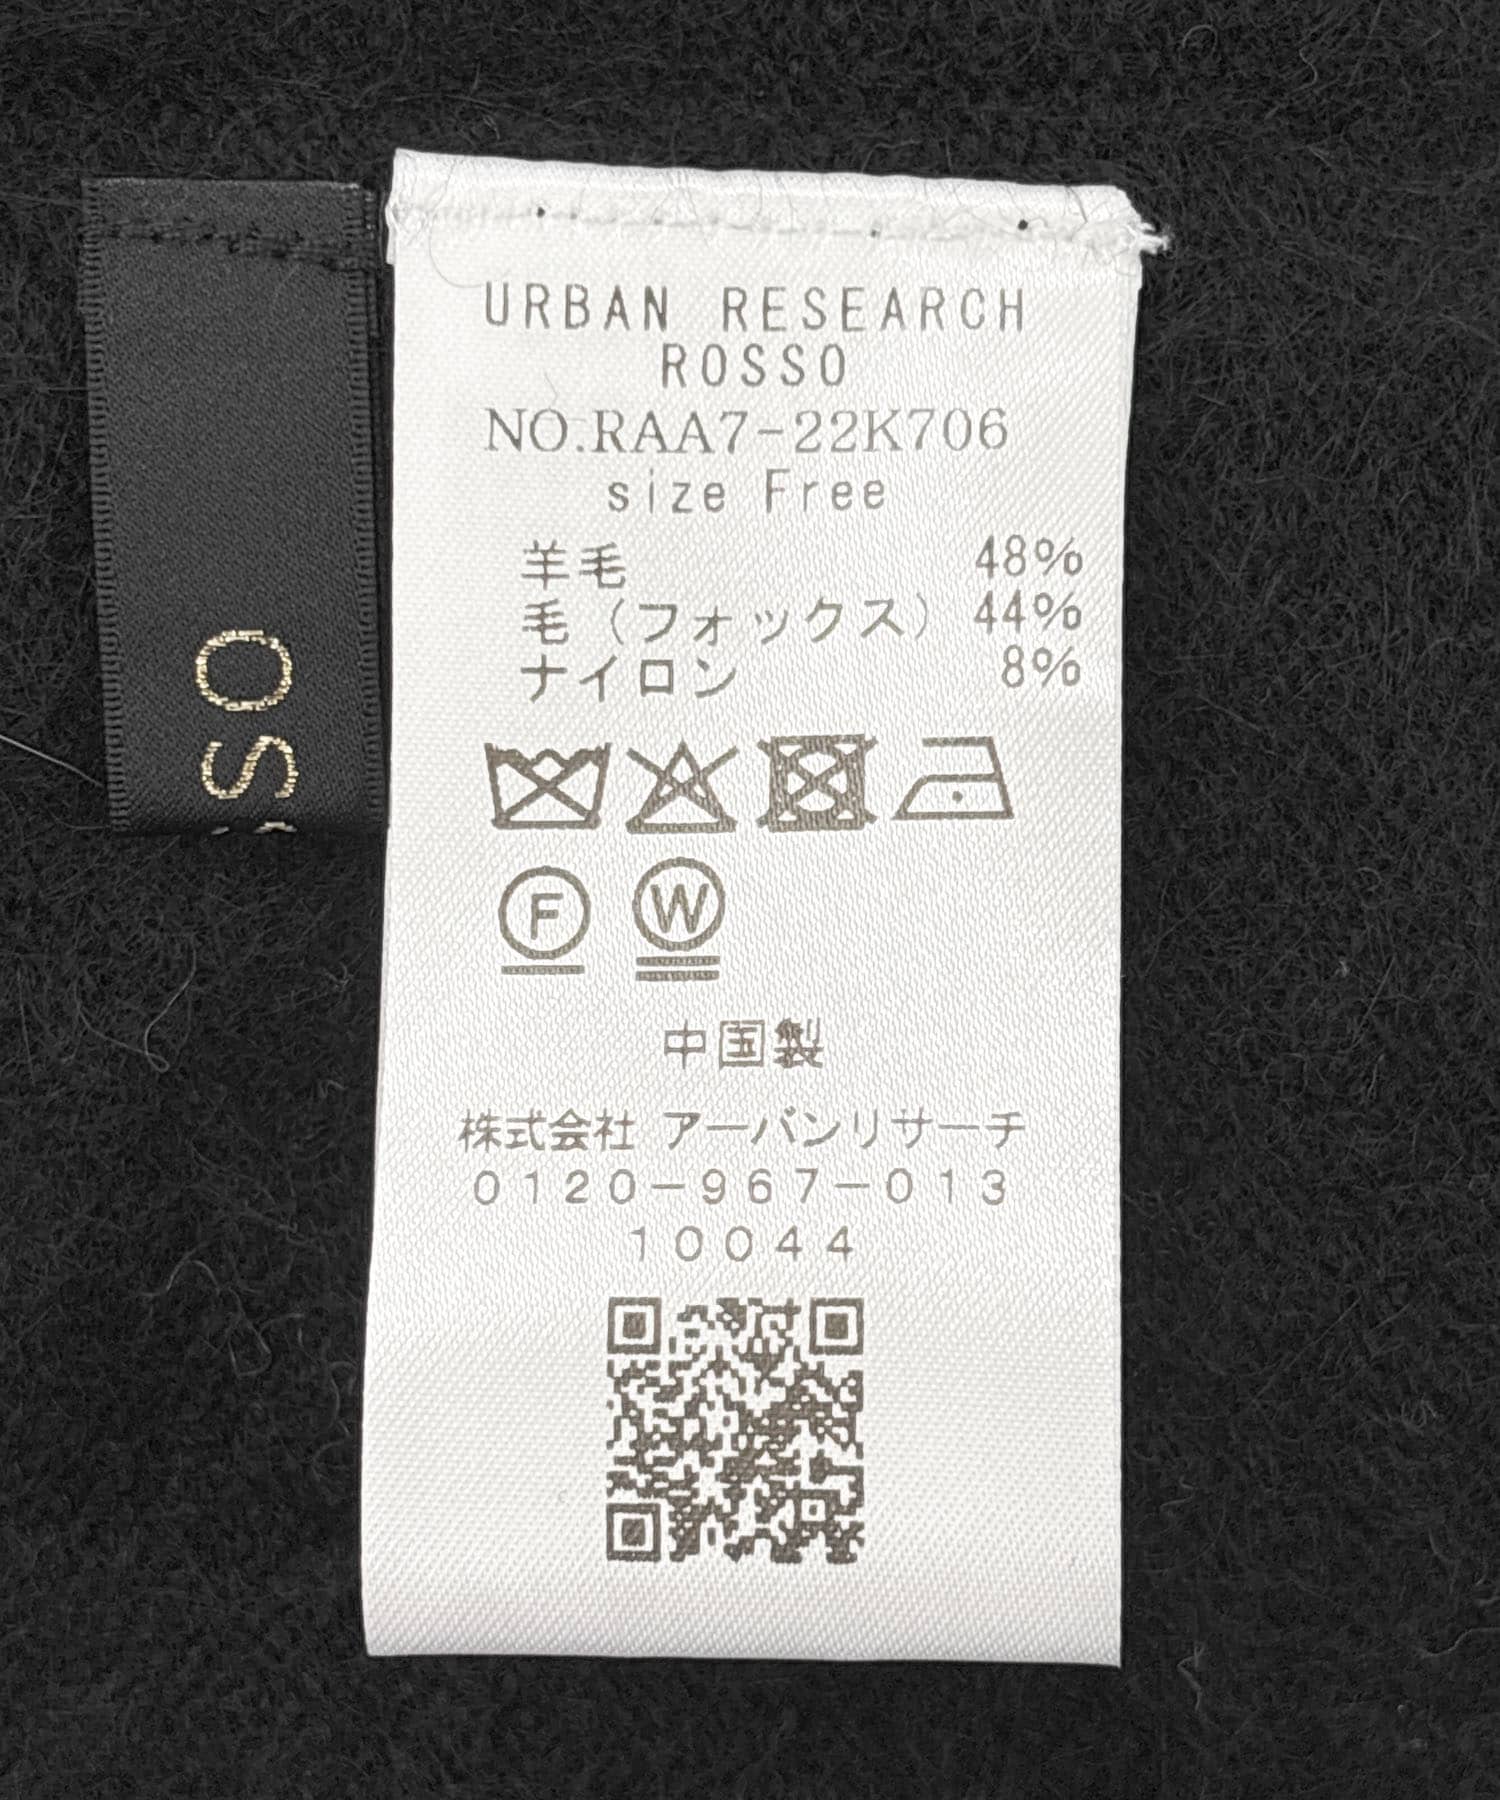 URBAN RESEARCH
ROSSO
NO.RAA7-22K706
size Free
羊毛 48%
毛（フォックス） 44%
ナイロン 8%
F W
中国製
株式会社 アーバンリサーチ
0120-967-013
10044
SO